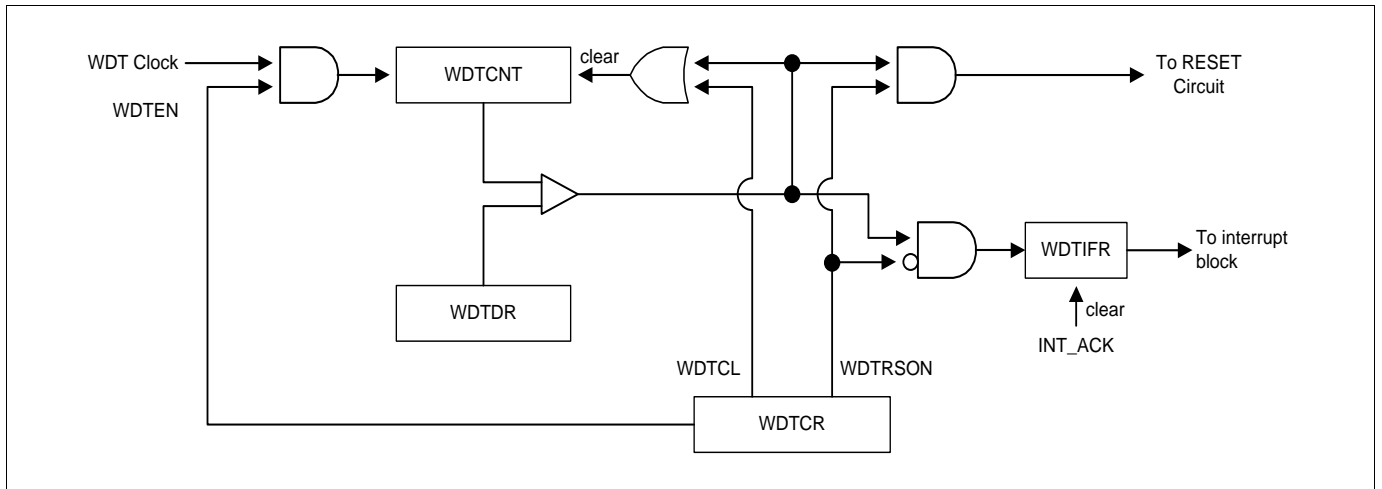 WDT Clock
WDTEN
WDTCNT
clear
To RESET
Circuit
WDTDR
WDTIFR
To interrupt
block
clear
INT_ACK
WDTCL
WDTRSON
WDTCR